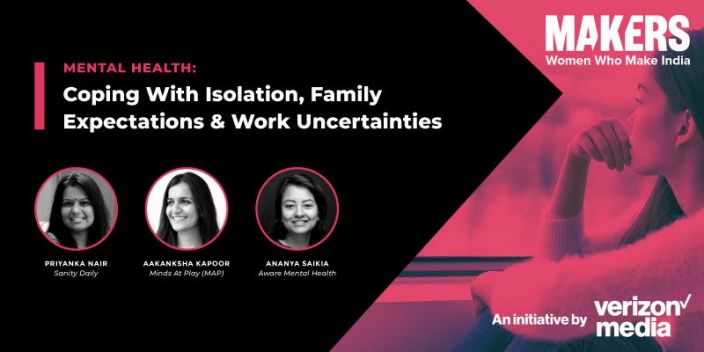 MAKERS
Women Who Make India
MENTAL HEALTH:
Coping With Isolation, Family
Expectations & Work Uncertainties
PRIYANKA NAIR
Sanity Daily
AAKANKSHA KAPOOR
Minds At Play (MAP)
ANANYA SAIKIA
Aware Mental Health
An initiative by verizon✓
media